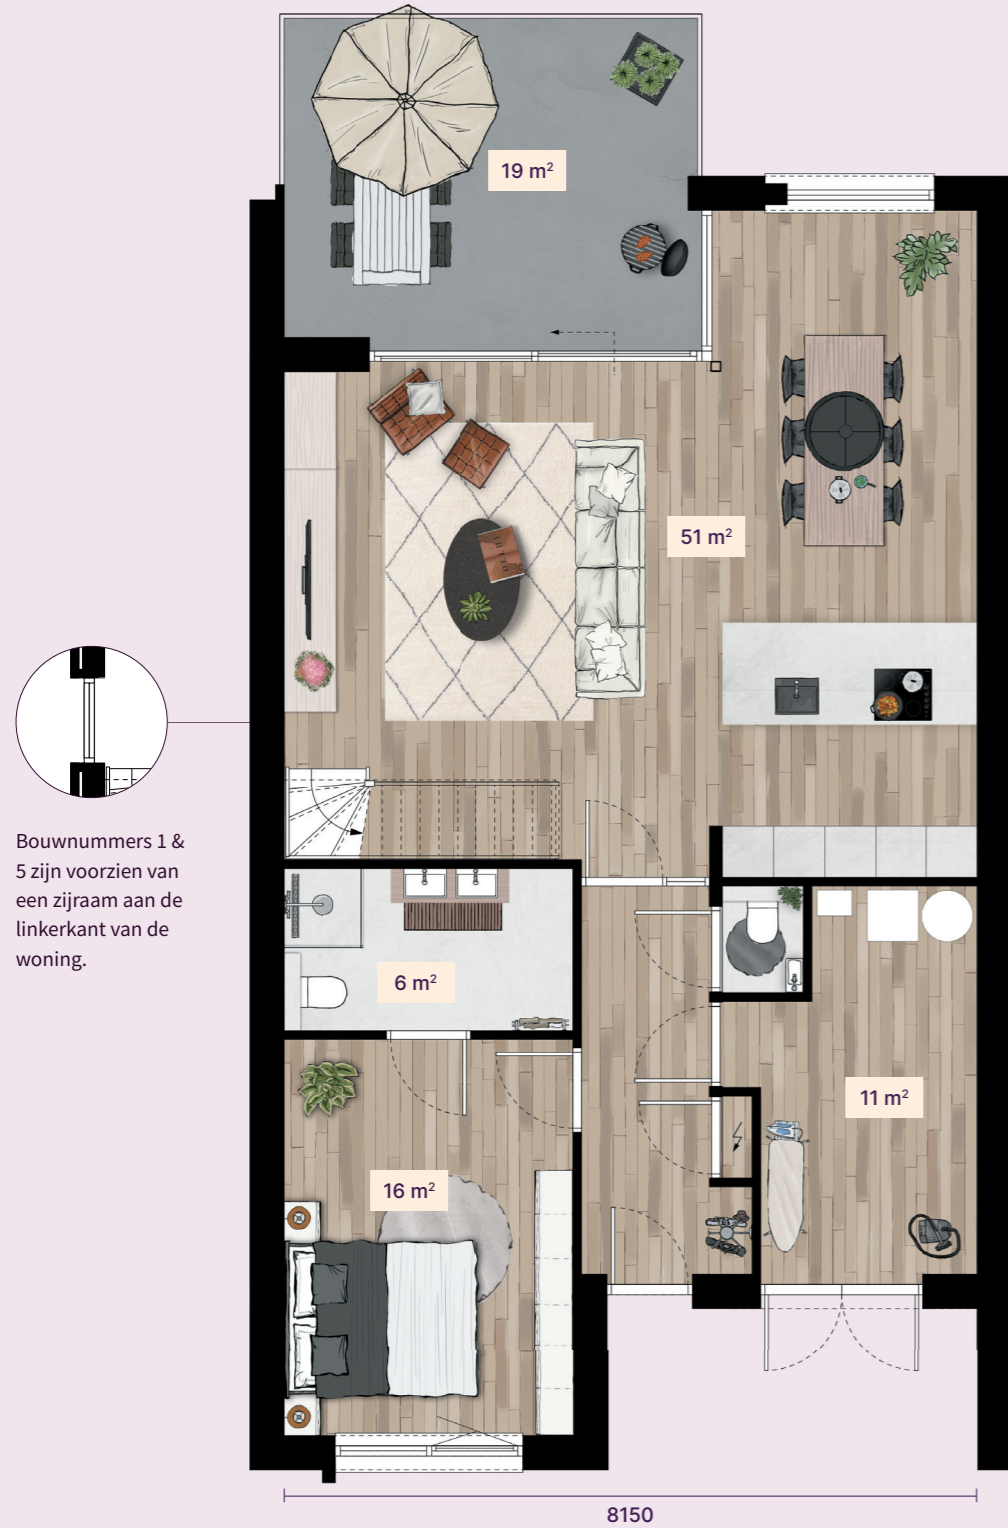 19 m²
51 m²
Bouwnummers 1 &
5 zijn voorzien van
een zijraam aan de
linkerkant van de
woning.
6 m²
11 m²
16 m²
8150